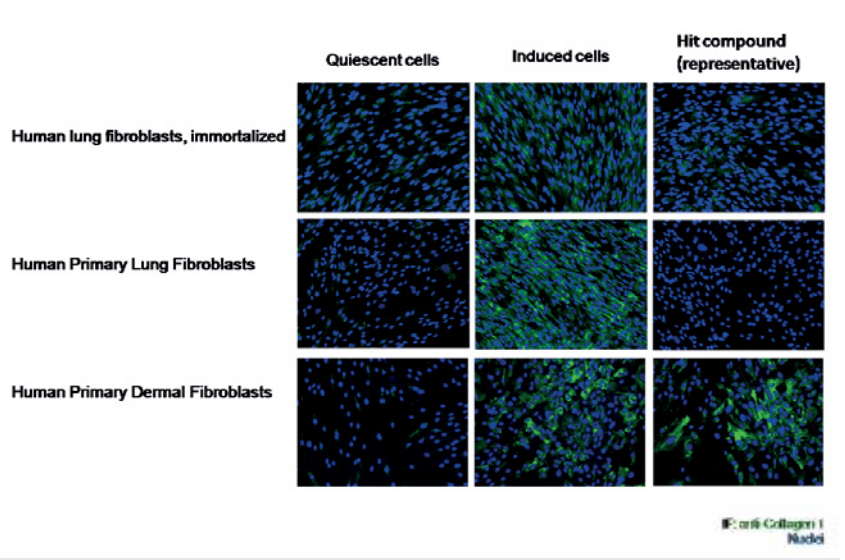 Quiescent cells
Induced cells
Hit compound
(representative)
Human lung fibroblasts, immortalized
Human Primary Lung Fibroblasts
Human Primary Dermal Fibroblasts
IF: anti-Collagen 1
Nuclei